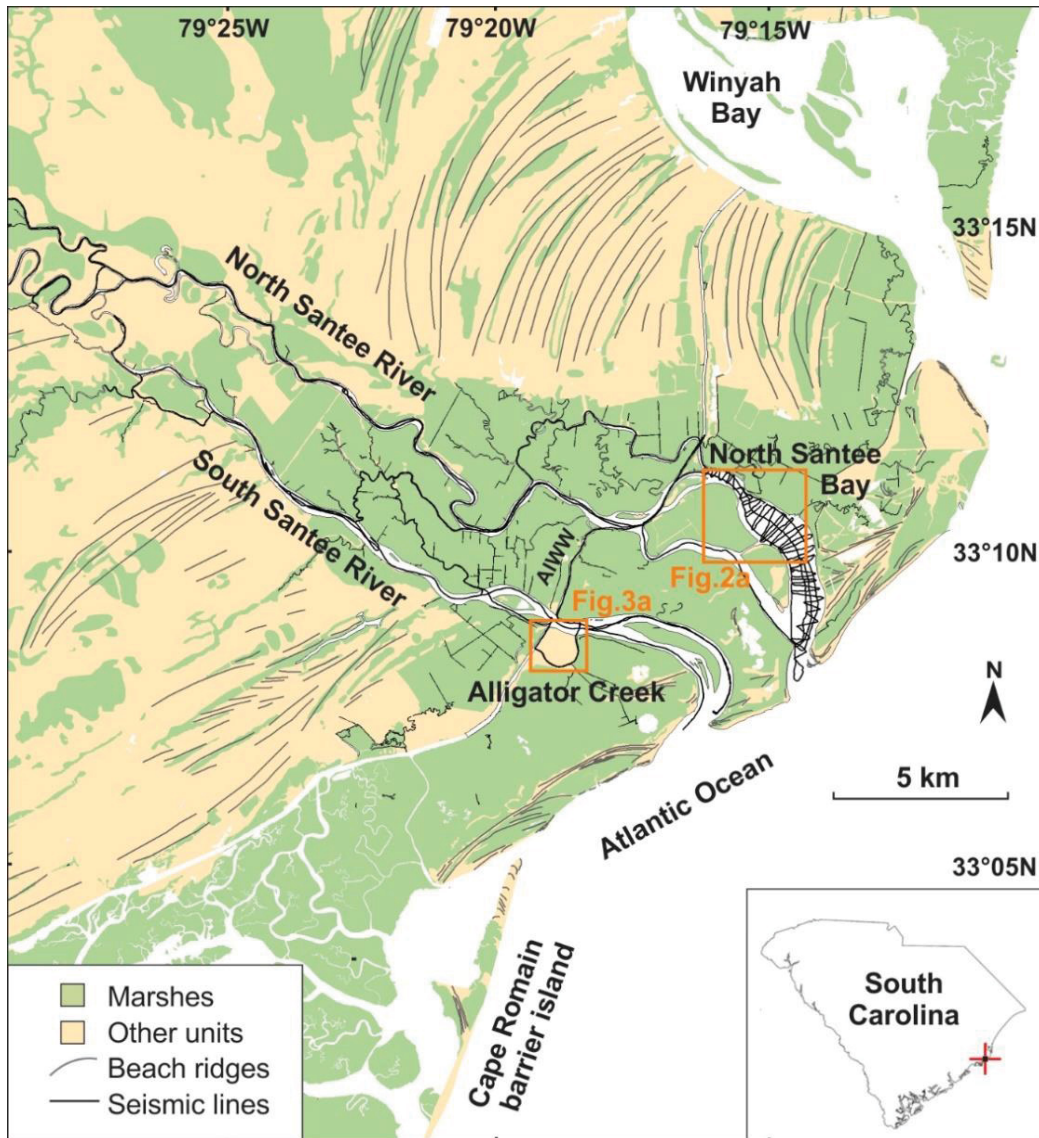 79°25W
79°20W
79°15W
Winyah
Bay
33°15N
North Santee River
South Santee River
North Santee
Bay
AIWW
33°10N
Fig.2a
Fig.3a
Alligator Creek
N
5 km
Atlantic Ocean
33°05N
Cape Romain
barrier island
Marshes
Other units
Beach ridges
Seismic lines
South
Carolina